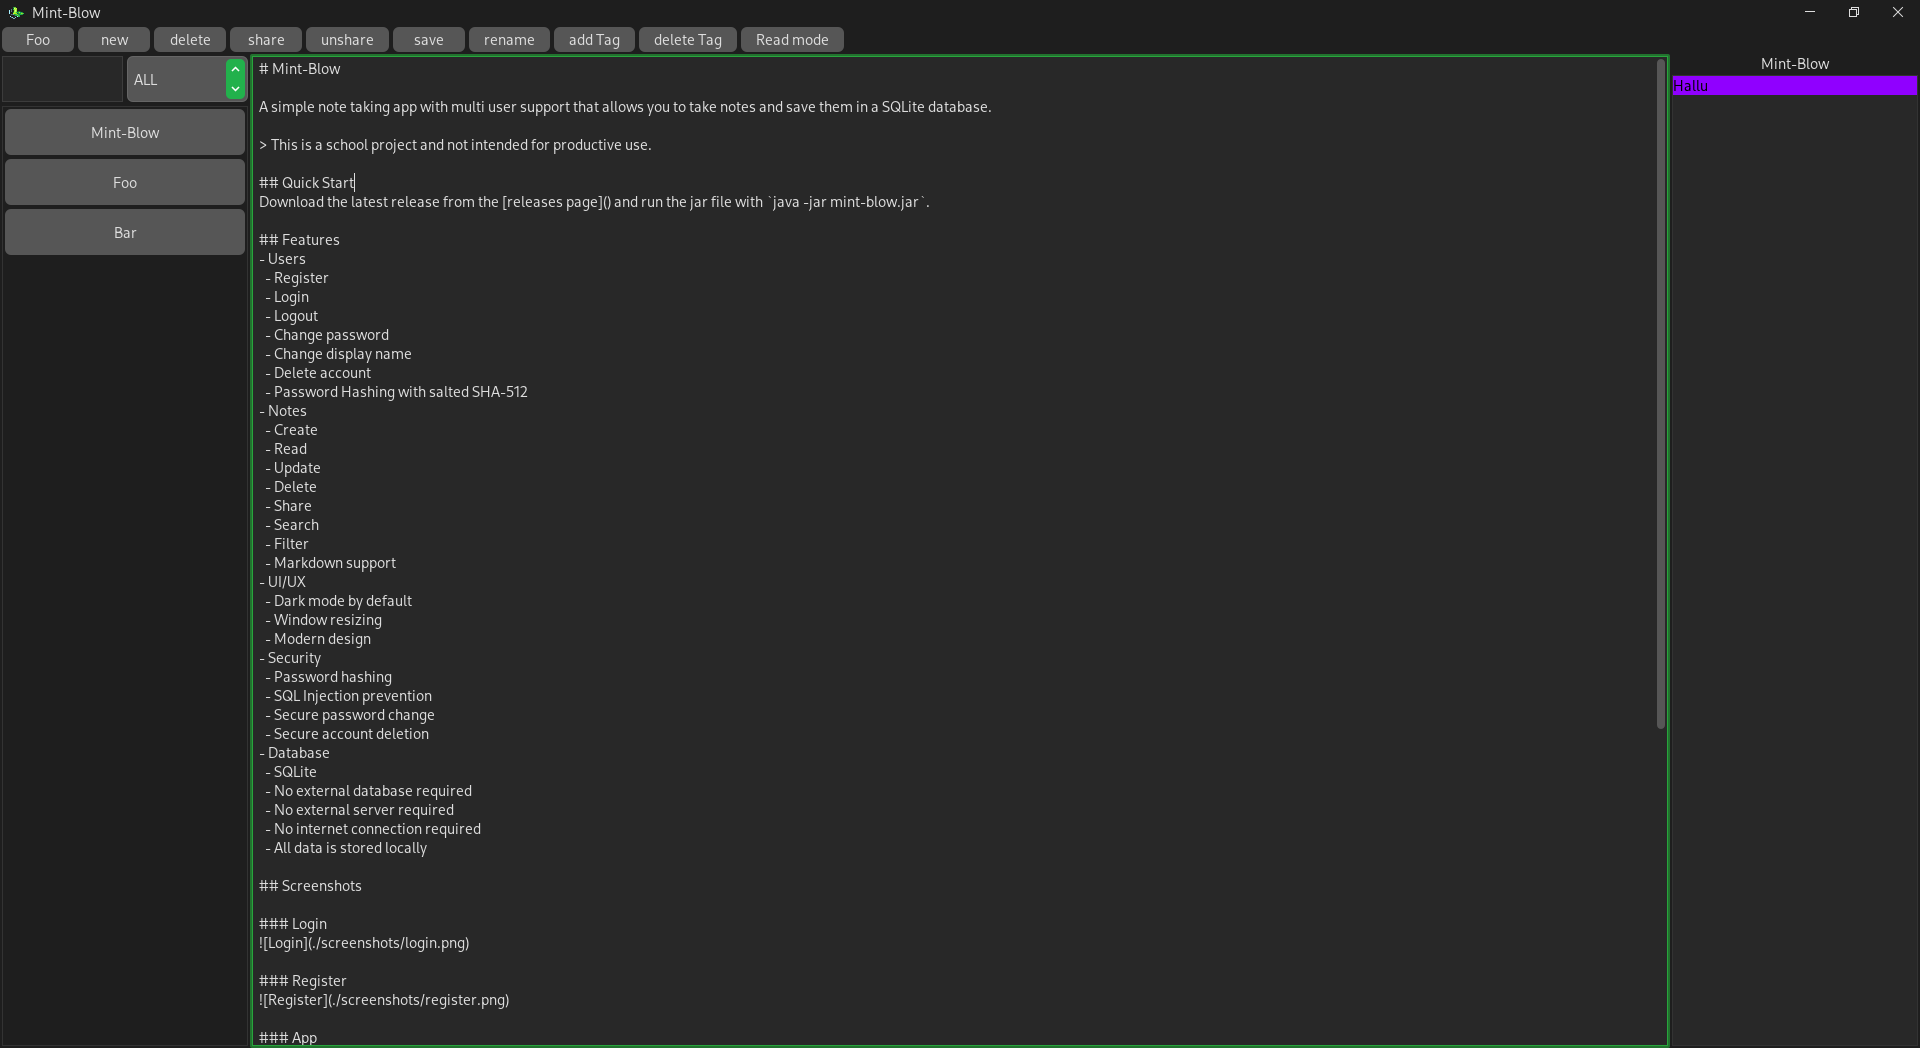 Mint-Blow
Foo new delete share unshare save rename add Tag delete Tag Read mode
ALL
Mint-Blow
Foo
Bar
# Mint-Blow
A simple note taking app with multi user support that allows you to take notes and save them in a SQLite database.
> This is a school project and not intended for productive use.
## Quick Start
Download the latest release from the [releases page]() and run the jar file with `java -jar mint-blow.jar`.
## Features
- Users
- Register
- Login
- Logout
- Change password
- Change display name
- Delete account
- Password Hashing with salted SHA-512
- Notes
- Create
- Read
- Update
- Delete
- Share
- Search
- Filter
- Markdown support
- UI/UX
- Dark mode by default
- Window resizing
- Modern design
- Security
- Password hashing
- SQL Injection prevention
- Secure password change
- Secure account deletion
- Database
- SQLite
- No external database required
- No external server required
- No internet connection required
- All data is stored locally
## Screenshots
### Login
![Login](./screenshots/login.png)
### Register
![Register](./screenshots/register.png)
### App
Mint-Blow
Hallu